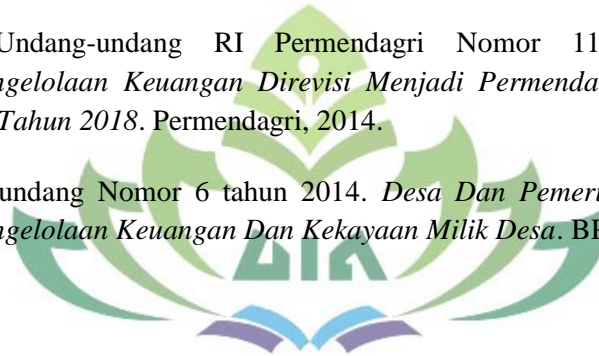 Undang-undang RI Permendagri Nomor 11
ngelolaan Keuangan Direvisi Menjadi Permenda
Tahun 2018. Permendagri, 2014.
undang Nomor 6 tahun 2014. Desa Dan Pemeri
ngelolaan Keuangan Dan Kekayaan Milik Desa. BP